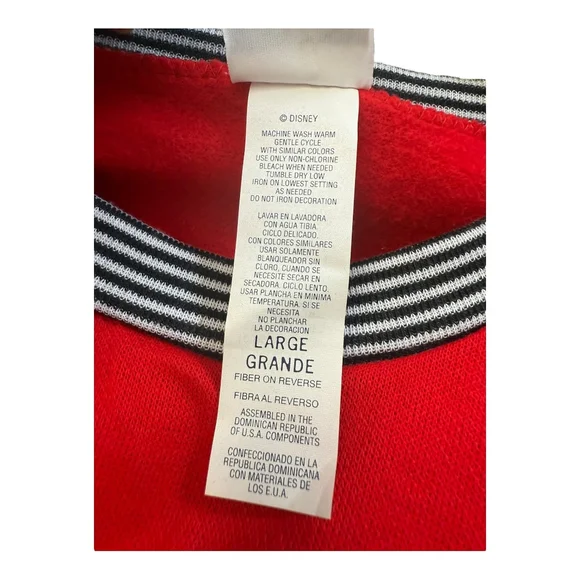 © DISNEY
MACHINE WASH WARM
GENTLE CYCLE
WITH SIMILAR COLORS
USE ONLY NON-CHLORINE
BLEACH WHEN NEEDED
TUMBLE DRY LOW
IRON ON LOWEST SETTING
AS NEEDED
DO NOT IRON DECORATION
LAVAR EN LAVADORA
CON AGUA TIBIA
CICLO DELICADO.
CON COLORES SIMILARES
USAR SOLAMENTE
BLANQUEADOR SIN
CLORO, CUANDO SE
NECESITE SECAR EN
SECADORA. CICLO LENTO.
USAR PLANCHA EN MINIMA
TEMPERATURA. SI SE
NECESITA
NO PLANCHAR
LA DECORACION
LARGE
GRANDE
FIBER ON REVERSE
FIBRA AL REVERSO
ASSEMBLED IN THE
DOMINICAN REPUBLIC
OF U.S.A. COMPONENTS
CONFECCIONADO EN LA
REPUBLICA DOMINICANA
CON MATERIALES DE
LOS E.U.A.